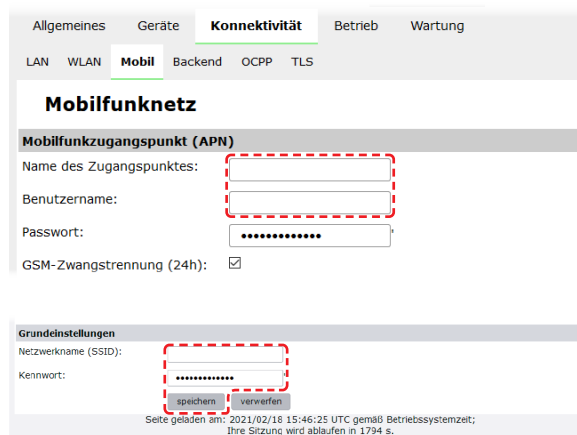 Allgemeines Geräte Konnektivität Betrieb Wartung
LAN WLAN Mobil Backend OCPP TLS
Mobilfunknetz
Mobilfunkzugangspunkt (APN)
Name des Zugangspunktes:
Benutzername:
Passwort: •••••••••••••
GSM-Zwangstrennung (24h):
Grundeinstellungen
Netzwerkname (SSID):
Kennwort: •••••••••••••
speichern verwerfen
Seite geladen am: 2021/02/18 15:46:25 UTC gemäß Betriebssystemzeit;
Ihre Sitzung wird ablaufen in 1794 s.